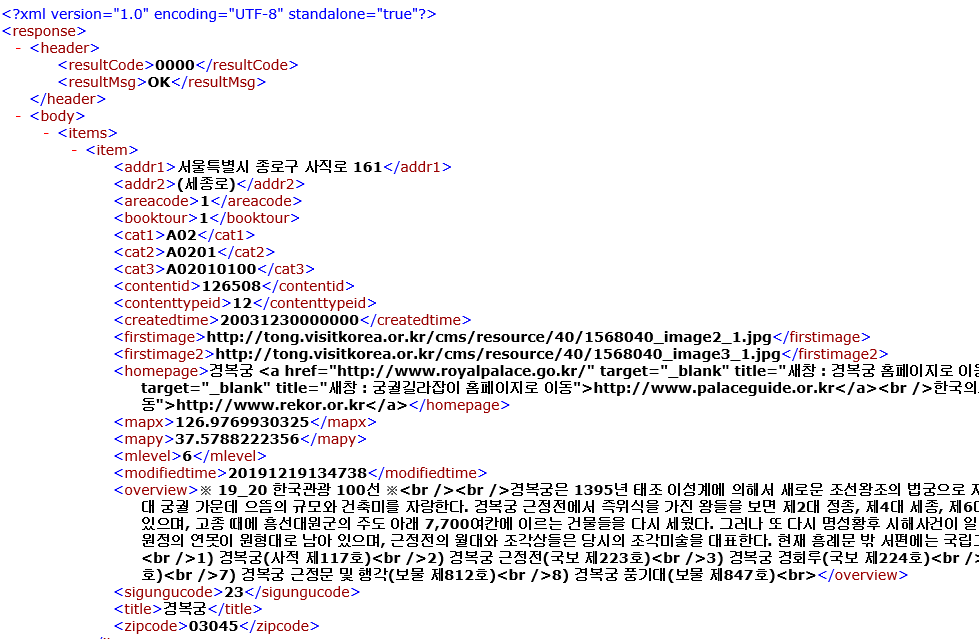 <?xml version="1.0" encoding="UTF-8" standalone="true"?>
<response>
- <header>
<resultCode>0000</resultCode>
<resultMsg>OK</resultMsg>
</header>
- <body>
- <items>
- <item>
<addr1>서울특별시 종로구 사직로 161</addr1>
<addr2>(세종로)</addr2>
<areacode>1</areacode>
<booktour>1</booktour>
<cat1>A02</cat1>
<cat2>A0201</cat2>
<cat3>A02010100</cat3>
<contentid>126508</contentid>
<contenttypeid>12</contenttypeid>
<createdtime>20031230000000</createdtime>
<firstimage>http://tong.visitkorea.or.kr/cms/resource/40/1568040_image2_1.jpg</firstimage>
<firstimage2>http://tong.visitkorea.or.kr/cms/resource/40/1568040_image3_1.jpg</firstimage2>
<homepage>경복궁 <a href="http://www.royalpalace.go.kr/" target="_blank" title="새창 : 경복궁 홈페이지로 이동
target="_blank" title="새창 : 궁궐길라잡이 홈페이지로 이동">http://www.palaceguide.or.kr</a><br />한국의
동">http://www.rekor.or.kr</a></homepage>
<mapx>126.9769930325</mapx>
<mapy>37.5788222356</mapy>
<mlevel>6</mlevel>
<modifiedtime>20191219134738</modifiedtime>
<overview>※ 19_20 한국관광 100선 ※<br /><br />경복궁은 1395년 태조 이성계에 의해서 새로운 조선왕조의 법궁으로
대 궁궐 가운데 으뜸의 규모와 건축미를 자랑한다. 경복궁 근정전에서 즉위식을 가진 왕들을 보면 제2대 정종, 제4대 세종, 제6대
있으며, 고종 때에 흥선대원군의 주도 아래 7,700여칸에 이르는 건물들을 다시 세웠다. 그러나 또 다시 명성황후 시해사건이 일
원정의 연못이 원형대로 남아 있으며, 근정전의 월대와 조각상들은 당시의 조각미술을 대표한다. 현재 흥례문 밖 서편에는 국립고
<br />1) 경복궁(사적 제117호)<br />2) 경복궁 근정전(국보 제223호)<br />3) 경복궁 경회루(국보 제224호)<br />
호)<br />7) 경복궁 근정문 및 행각(보물 제812호)<br />8) 경복궁 풍기대(보물 제847호)<br></overview>
<sigungucode>23</sigungucode>
<title>경복궁</title>
<zipcode>03045</zipcode>